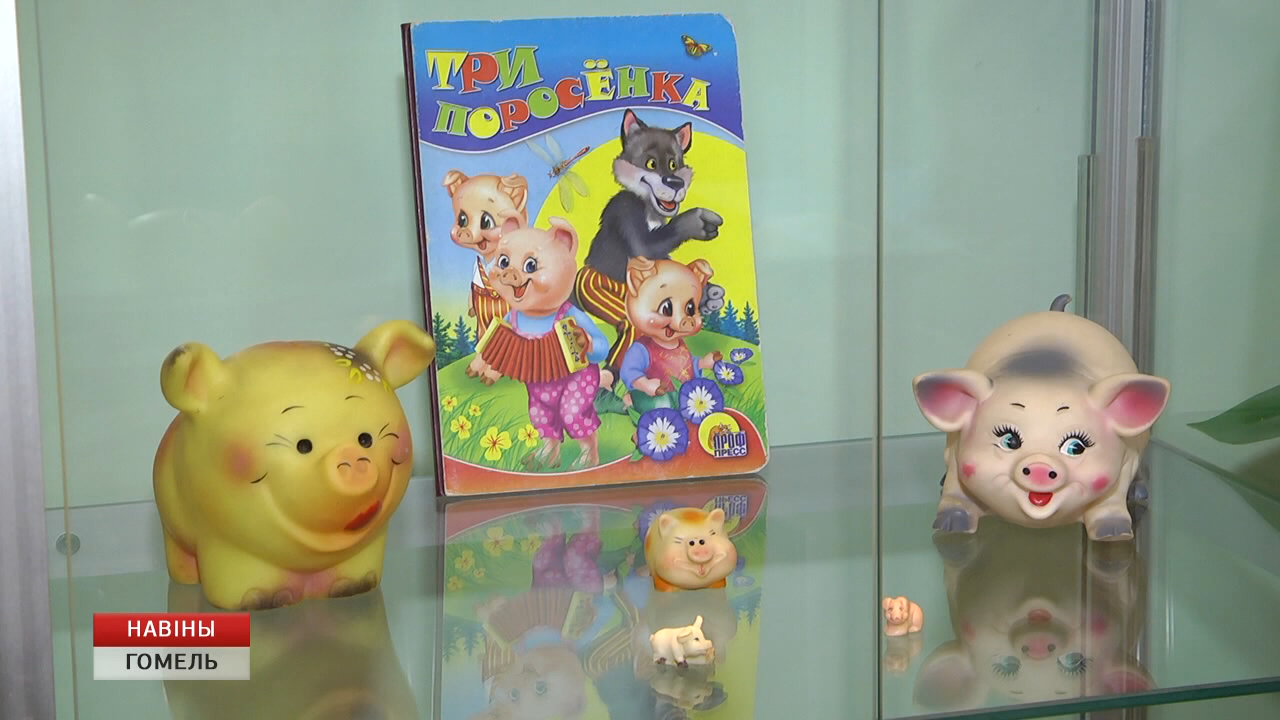 ТРИ
ПОРОСЁНКА
ПРОФ
ПРЕСС
НАВІНЫ
ГОМЕЛЬ